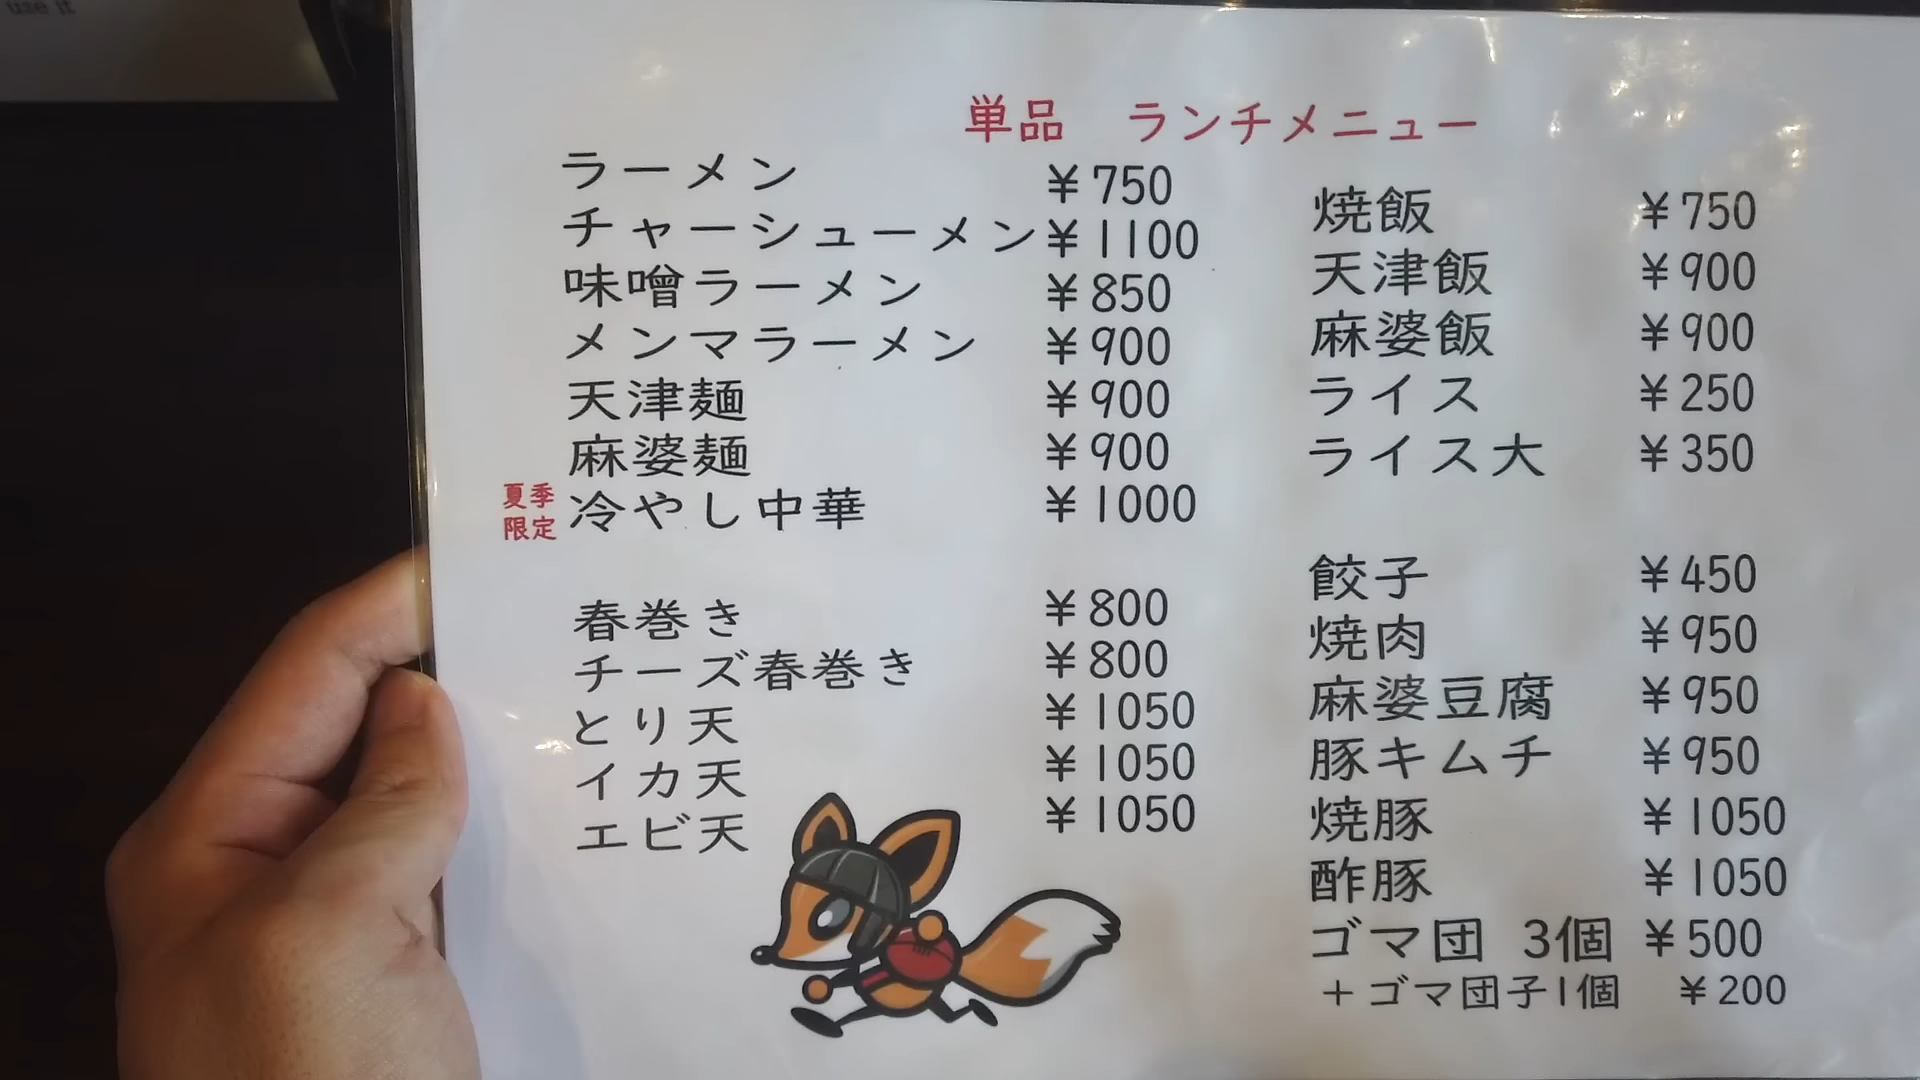 use it
単品 ランチメニュー
ラーメン ¥750
チャーシューメン ¥1100
味噌ラーメン ¥850
メンマラーメン ¥900
天津麺 ¥900
麻婆麺 ¥900
夏季限定 冷やし中華 ¥1000
春巻き ¥800
チーズ春巻き ¥800
とり天 ¥1050
イカ天 ¥1050
エビ天 ¥1050
焼飯 ¥750
天津飯 ¥900
麻婆飯 ¥900
ライス ¥250
ライス大 ¥350
餃子 ¥450
焼肉 ¥950
麻婆豆腐 ¥950
豚キムチ ¥950
焼豚 ¥1050
酢豚 ¥1050
ゴマ団 3個 ¥500
+ゴマ団子1個 ¥200